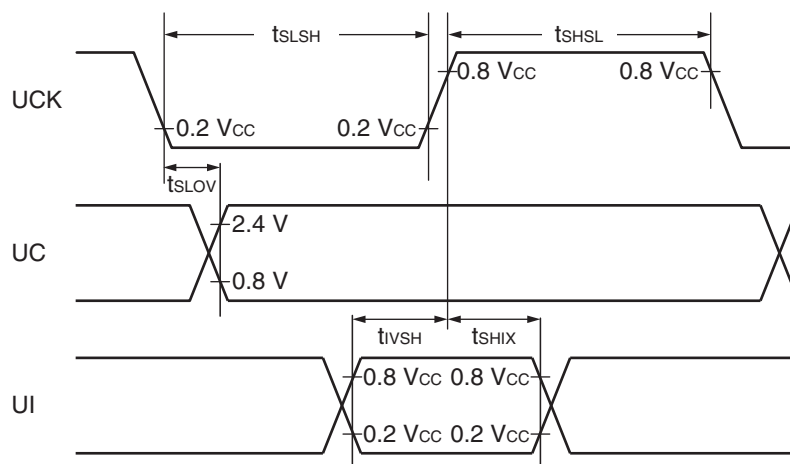 tSLSH tSHSL
0.8 VCC 0.8 VCC
UCK
0.2 VCC 0.2 VCC
tSLOV
2.4 V
UC
0.8 V
tIVSH tSHIX
0.8 VCC 0.8 VCC
UI
0.2 VCC 0.2 VCC